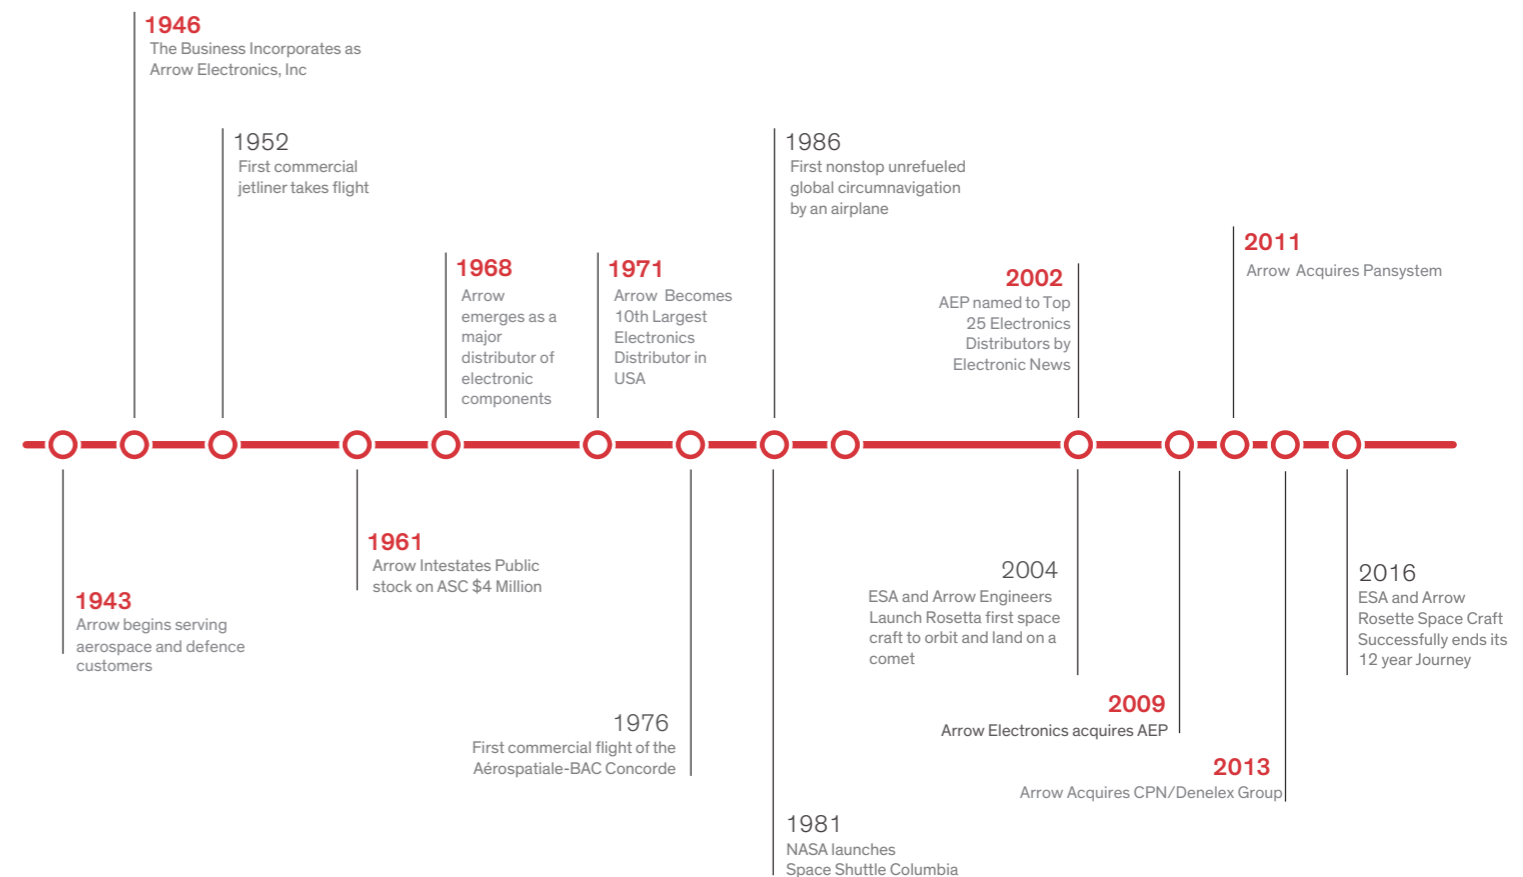 1946
The Business Incorporates as
Arrow Electronics, Inc
1952
First commercial
jetliner takes flight
1986
First nonstop unrefueled
global circumnavigation
by an airplane
1968
Arrow
emerges as a
major
distributor of
electronic
components
1971
Arrow Becomes
10th Largest
Electronics
Distributor in
USA
2002
AEP named to Top
25 Electronics
Distributors by
Electronic News
2011
Arrow Acquires Pansystem
1943
Arrow begins serving
aerospace and defence
customers
1961
Arrow Intestates Public
stock on ASC $4 Million
1976
First commercial flight of the
Aérospatiale-BAC Concorde
1981
NASA launches
Space Shuttle Columbia
2004
ESA and Arrow Engineers
Launch Rosetta first space
craft to orbit and land on a
comet
2009
Arrow Electronics acquires AEP
2013
Arrow Acquires CPN/Denelex Group
2016
ESA and Arrow
Rosette Space Craft
Successfully ends its
12 year Journey